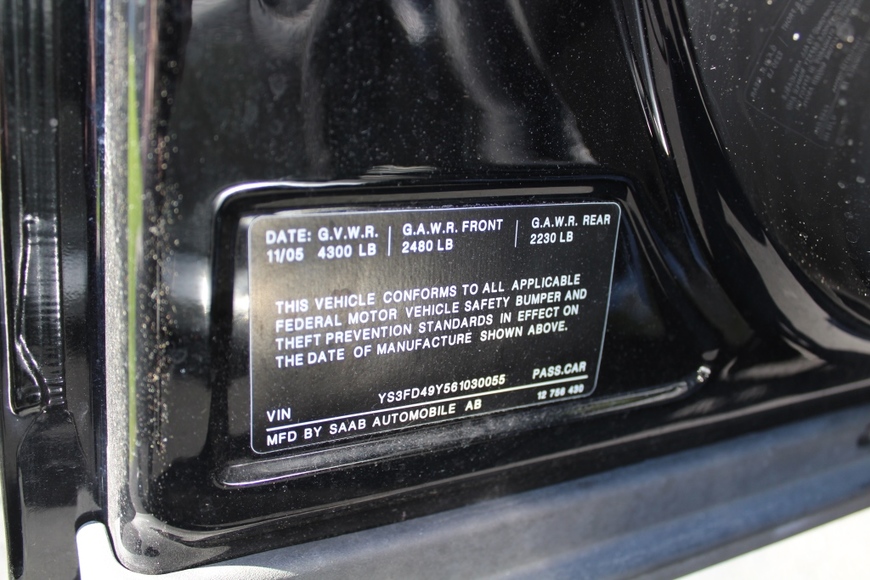 DATE: G.V.W.R. G.A.W.R. FRONT G.A.W.R. REAR
11/05 4300 LB 2480 LB 2230 LB
THIS VEHICLE CONFORMS TO ALL APPLICABLE
FEDERAL MOTOR VEHICLE SAFETY BUMPER AND
THEFT PREVENTION STANDARDS IN EFFECT ON
THE DATE OF MANUFACTURE SHOWN ABOVE.
VIN YS3FD49Y561030055 PASS.CAR
MFD BY SAAB AUTOMOBILE AB 12 756 430